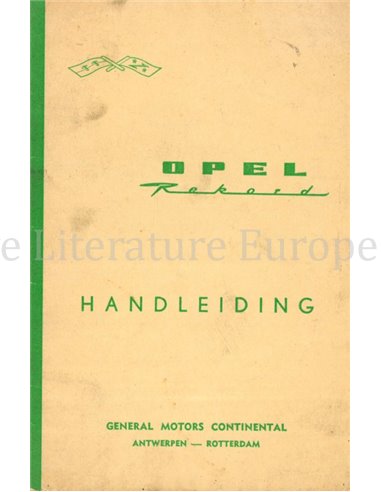 OPEL
Rekord
e Literature Europe
HANDLEIDING
GENERAL MOTORS CONTINENTAL
ANTWERPEN — ROTTERDAM